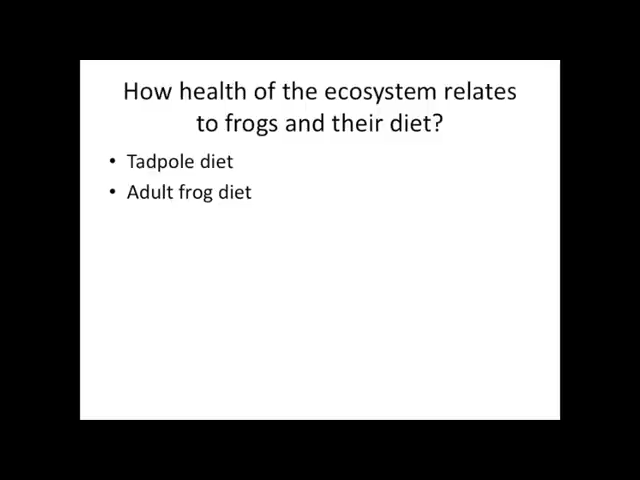 How health of the ecosystem relates
to frogs and their diet?
• Tadpole diet
• Adult frog diet